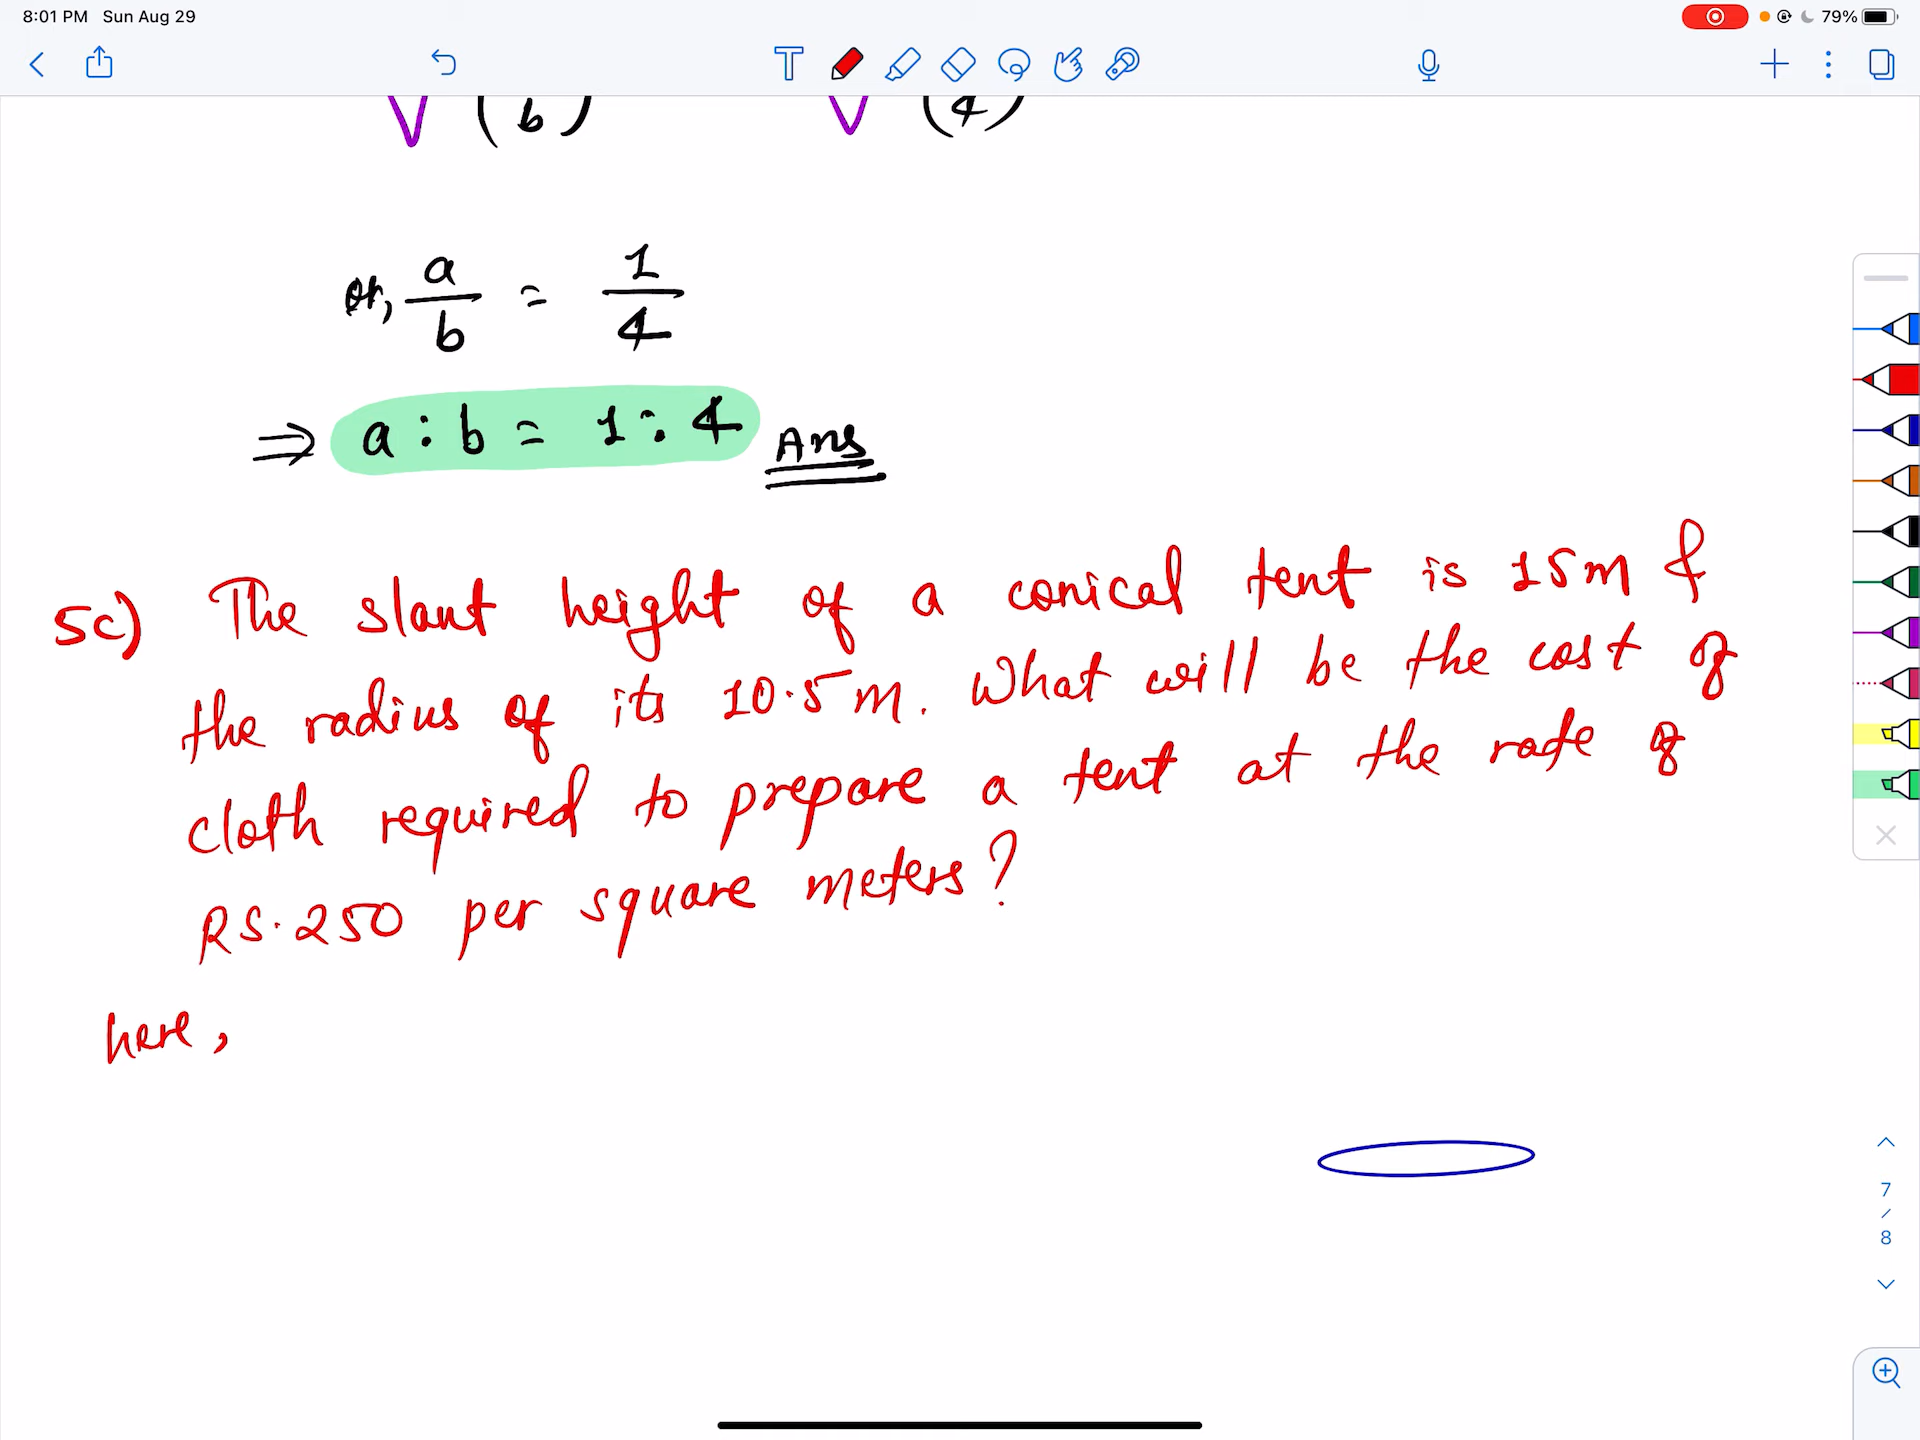 8:01 PM Sun Aug 29
79%
(b) (4)
or, a/b = 1/4
⇒ a : b = 1 : 4 Ans
5c) The slant height of a conical tent is 15m &
the radius of its 10.5m. What will be the cost of
cloth required to prepare a tent at the rate of
RS. 250 per square meters?
here,
7
/
8